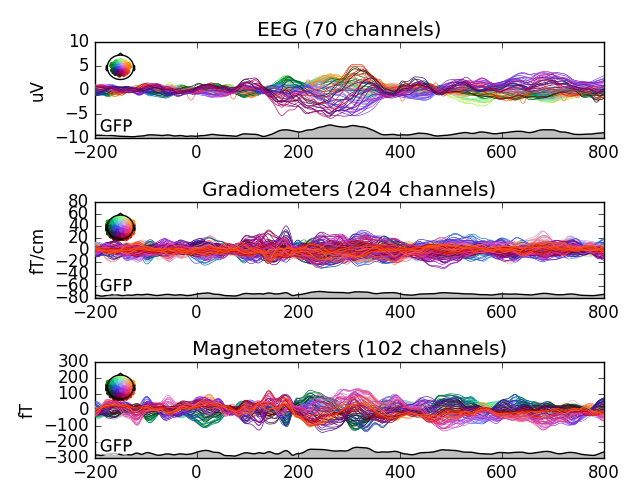 EEG (70 channels)
10
5
0
−5
−10
uV
GFP
−200 0 200 400 600 800
Gradiometers (204 channels)
80
60
40
20
0
−20
−40
−60
−80
fT/cm
GFP
−200 0 200 400 600 800
Magnetometers (102 channels)
300
200
100
0
−100
−200
−300
fT
GFP
−200 0 200 400 600 800